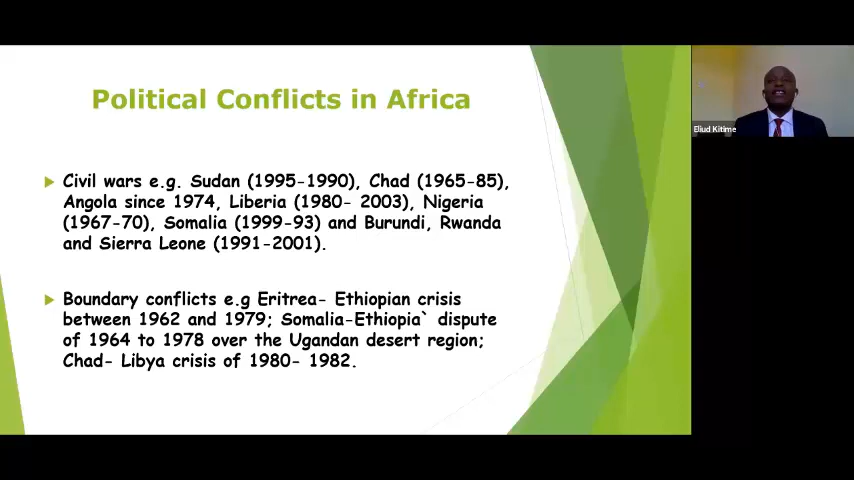 Political Conflicts in Africa
Civil wars e.g. Sudan (1995-1990), Chad (1965-85),
Angola since 1974, Liberia (1980- 2003), Nigeria
(1967-70), Somalia (1999-93) and Burundi, Rwanda
and Sierra Leone (1991-2001).
Boundary conflicts e.g Eritrea- Ethiopian crisis
between 1962 and 1979; Somalia-Ethiopia` dispute
of 1964 to 1978 over the Ugandan desert region;
Chad- Libya crisis of 1980- 1982.
Eliud Kitime